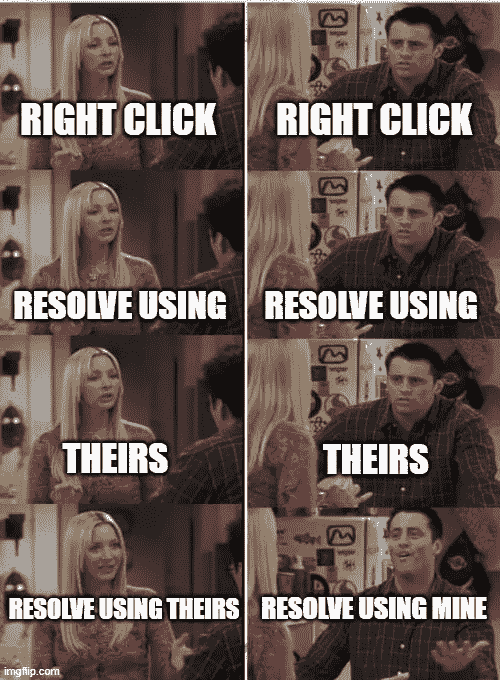 RIGHT CLICK
RIGHT CLICK
RESOLVE USING
RESOLVE USING
THEIRS
THEIRS
RESOLVE USING THEIRS
RESOLVE USING MINE
imgflip.com